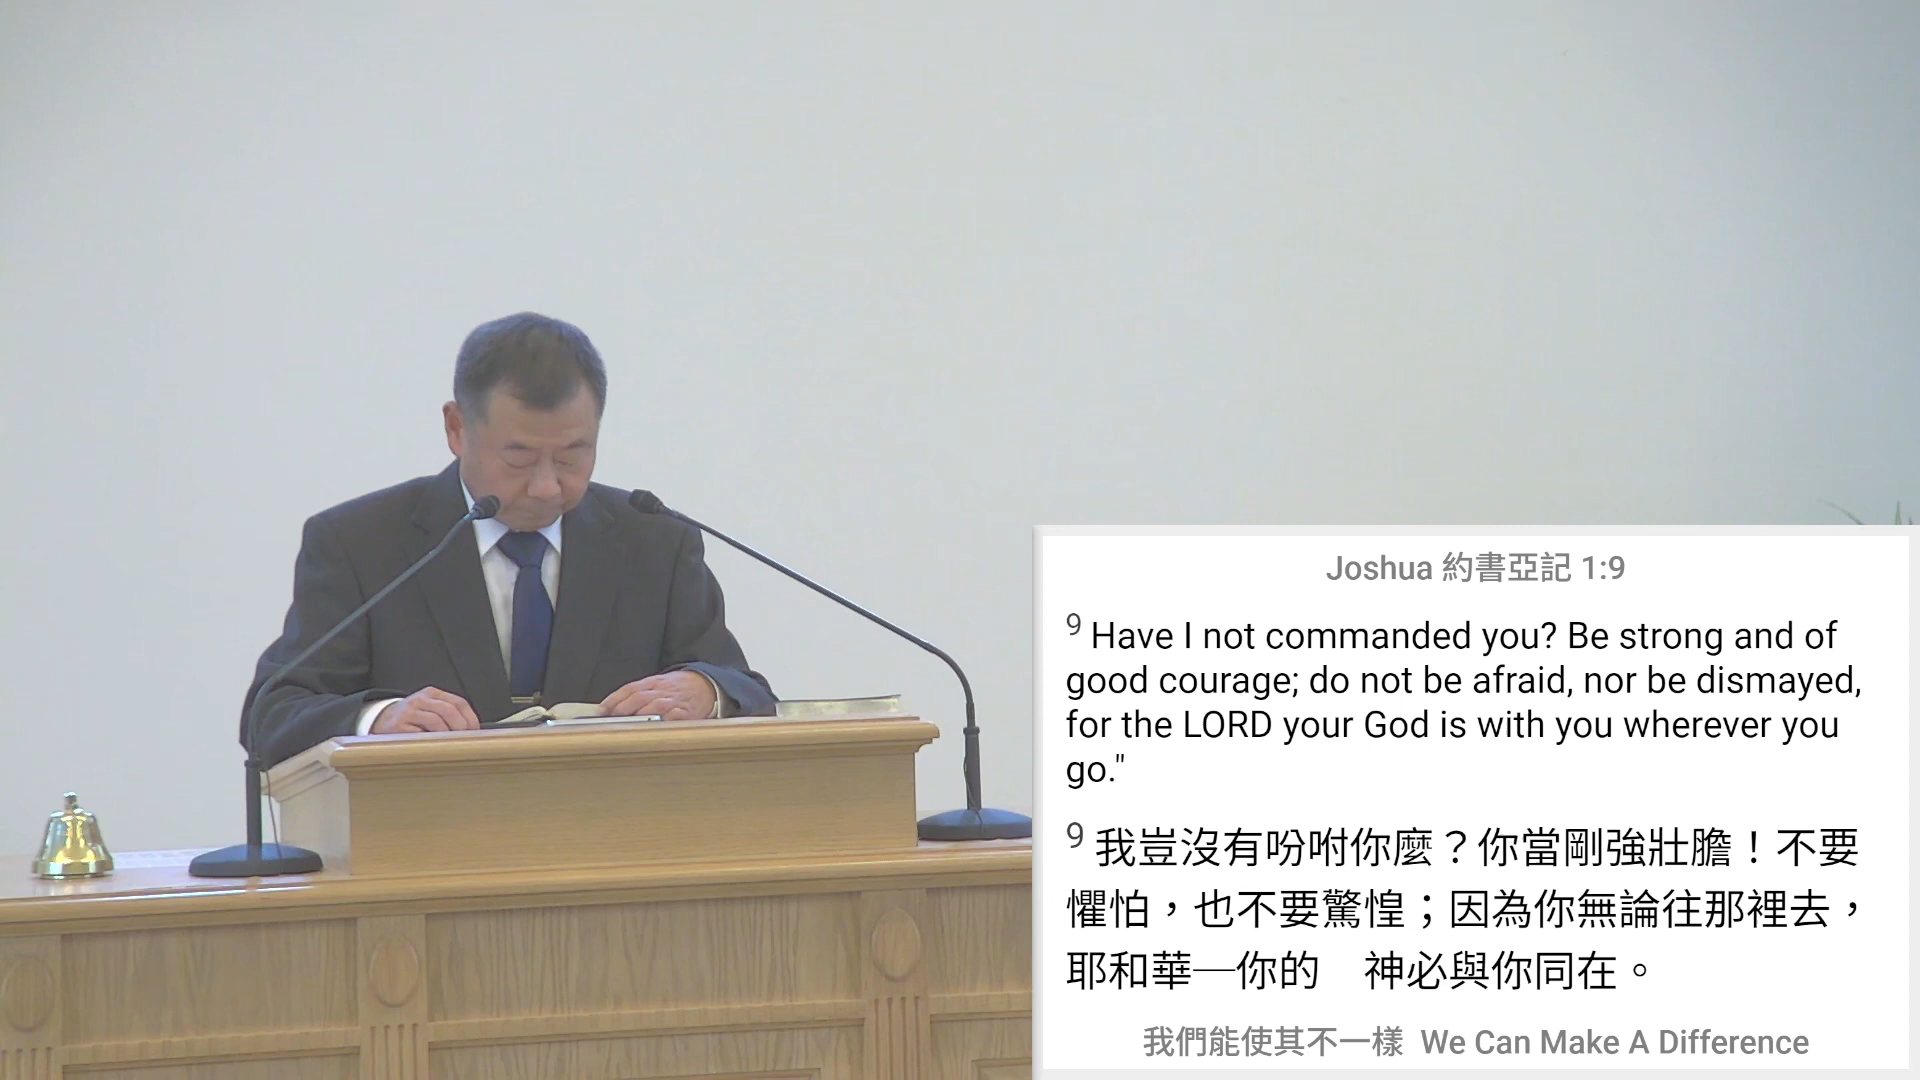 Joshua 約書亞記 1:9
9 Have I not commanded you? Be strong and of
good courage; do not be afraid, nor be dismayed,
for the LORD your God is with you wherever you
go."
9 我豈沒有吩咐你麼？你當剛強壯膽！不要
懼怕，也不要驚惶；因為你無論往那裡去，
耶和華─你的　神必與你同在。
我們能使其不一樣 We Can Make A Difference